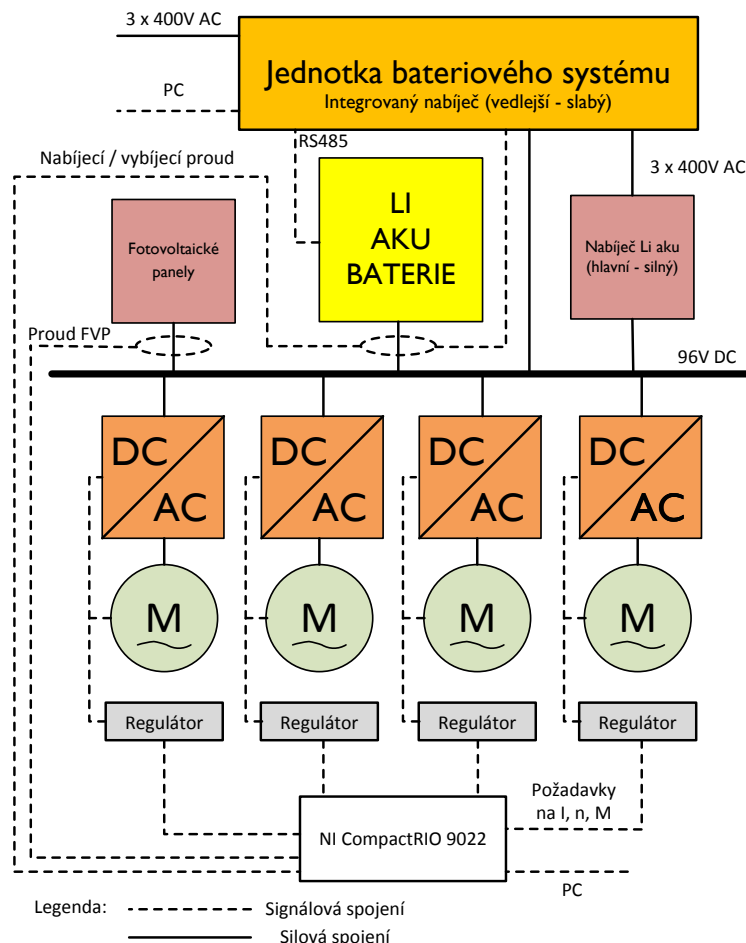 3 x 400V AC
Jednotka bateriového systému
Integrovaný nabíječ (vedlejší - slabý)
PC
RS485
Nabíjecí / vybíjecí proud
3 x 400V AC
LI
AKU
BATERIE
Fotovoltaické
panely
Nabíječ Li aku
(hlavní - silný)
Proud FVP
96V DC
DC
AC
DC
AC
DC
AC
DC
AC
M
M
M
M
Regulátor
Regulátor
Regulátor
Regulátor
Požadavky
na I, n, M
NI CompactRIO 9022
PC
Legenda:
Signálová spojení
Silová spojení